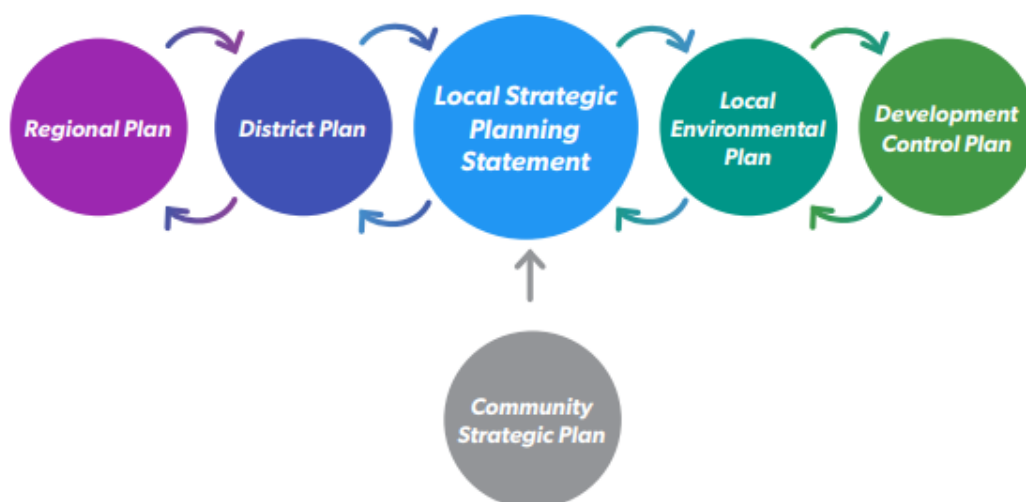 Regional Plan
District Plan
Local Strategic
Planning
Statement
Local
Environmental
Plan
Development
Control Plan
Community
Strategic Plan